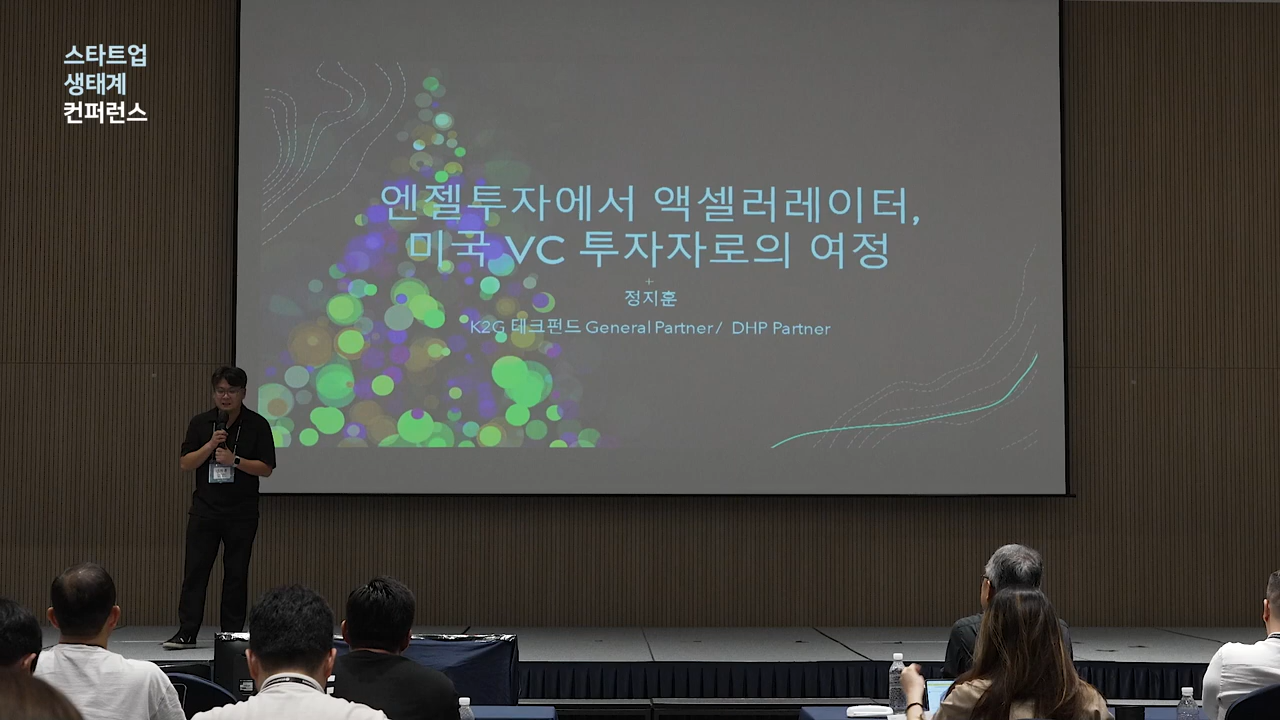 스타트업
생태계
컨퍼런스
엔젤투자에서 액셀러레이터,
미국 VC 투자자로의 여정
정지훈
K2G 테크펀드 General Partner / DHP Partner